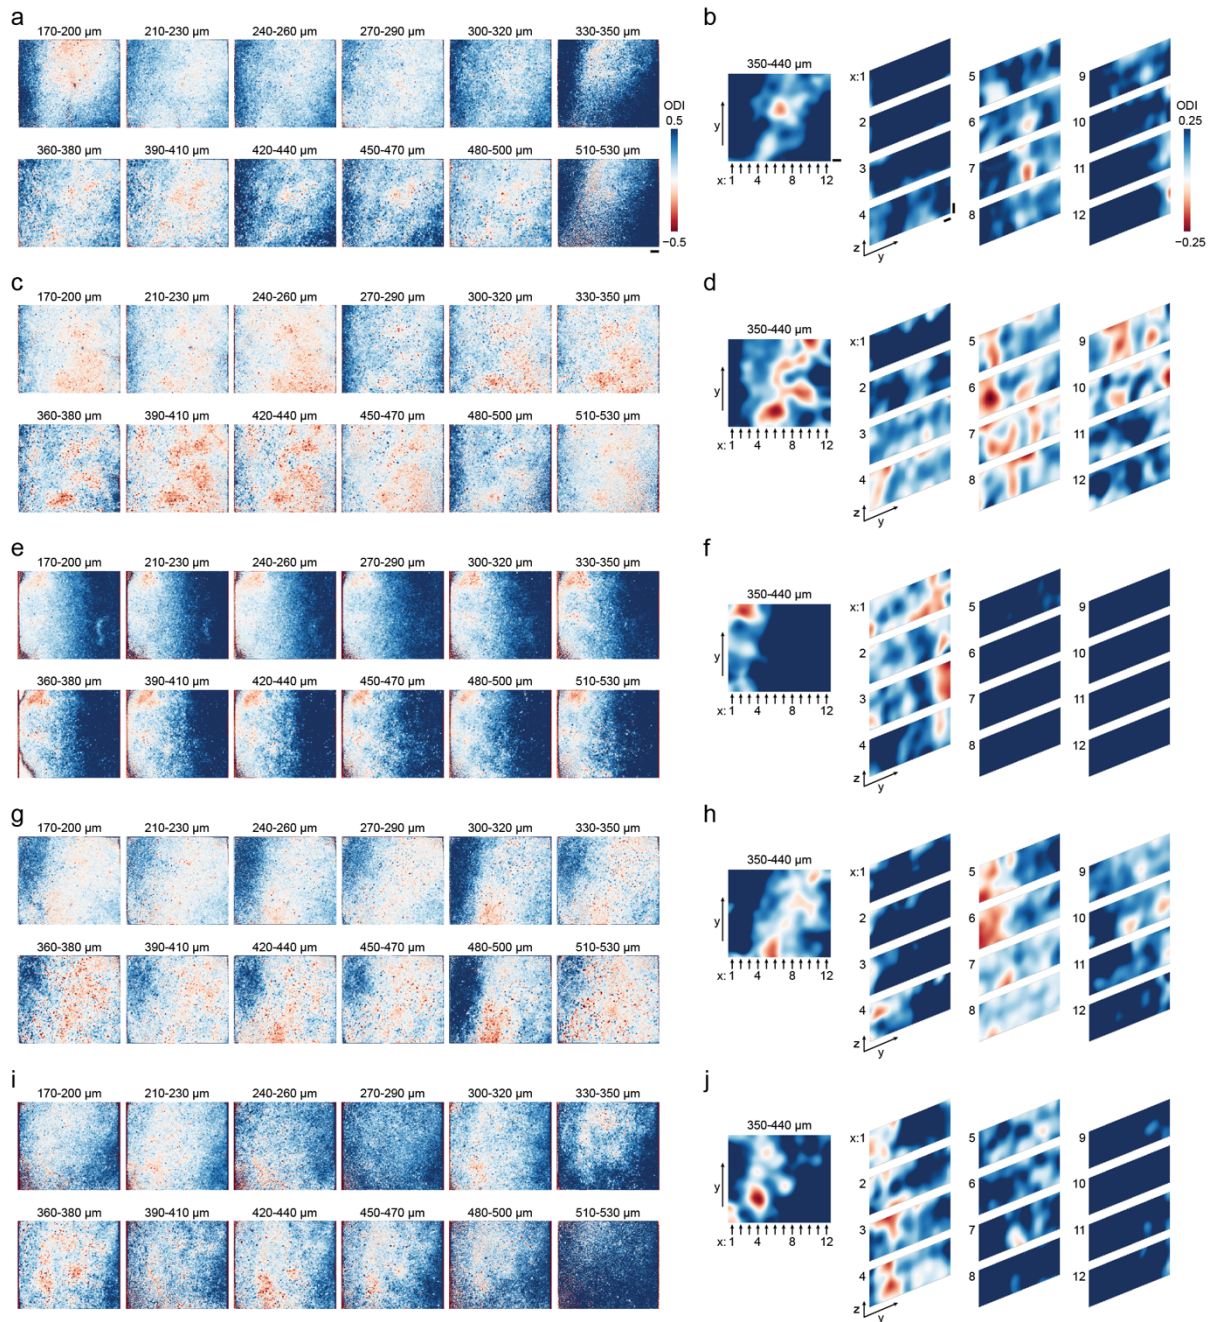 a
170-200 µm 210-230 µm 240-260 µm 270-290 µm 300-320 µm 330-350 µm
ODI
0.5
360-380 µm 390-410 µm 420-440 µm 450-470 µm 480-500 µm 510-530 µm
−0.5
b
350-440 µm
y
x: 1 4 8 12
x:1 5 9
2 6 10
3 7 11
4 8 12
z
y
ODI
0.25
−0.25
c
170-200 µm 210-230 µm 240-260 µm 270-290 µm 300-320 µm 330-350 µm
360-380 µm 390-410 µm 420-440 µm 450-470 µm 480-500 µm 510-530 µm
d
350-440 µm
y
x: 1 4 8 12
x:1 5 9
2 6 10
3 7 11
4 8 12
z
y
e
170-200 µm 210-230 µm 240-260 µm 270-290 µm 300-320 µm 330-350 µm
360-380 µm 390-410 µm 420-440 µm 450-470 µm 480-500 µm 510-530 µm
f
350-440 µm
y
x: 1 4 8 12
x:1 5 9
2 6 10
3 7 11
4 8 12
z
y
g
170-200 µm 210-230 µm 240-260 µm 270-290 µm 300-320 µm 330-350 µm
360-380 µm 390-410 µm 420-440 µm 450-470 µm 480-500 µm 510-530 µm
h
350-440 µm
y
x: 1 4 8 12
x:1 5 9
2 6 10
3 7 11
4 8 12
z
y
i
170-200 µm 210-230 µm 240-260 µm 270-290 µm 300-320 µm 330-350 µm
360-380 µm 390-410 µm 420-440 µm 450-470 µm 480-500 µm 510-530 µm
j
350-440 µm
y
x: 1 4 8 12
x:1 5 9
2 6 10
3 7 11
4 8 12
z
y